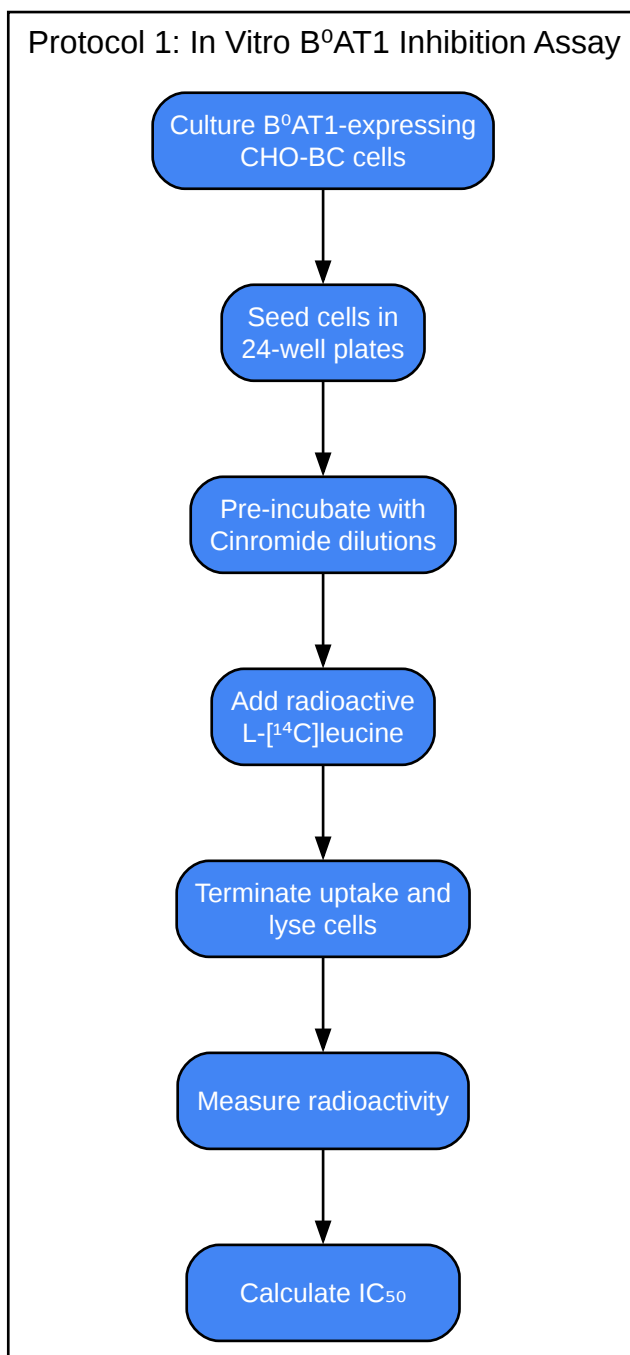 Protocol 1: In Vitro B⁰AT1 Inhibition Assay
Culture B⁰AT1-expressing
CHO-BC cells
Seed cells in
24-well plates
Pre-incubate with
Cinromide dilutions
Add radioactive
L-[¹⁴C]leucine
Terminate uptake and
lyse cells
Measure radioactivity
Calculate IC₅₀